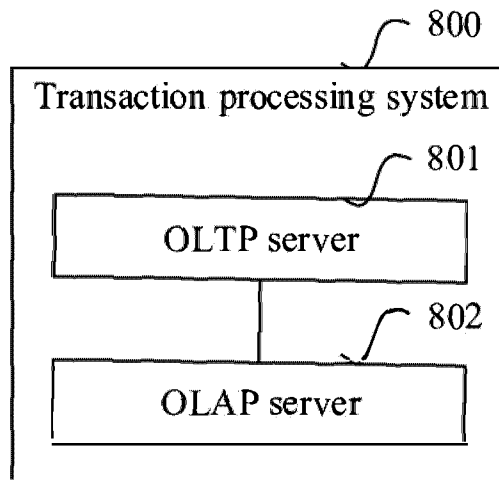 800
Transaction processing system
801
OLTP server
802
OLAP server